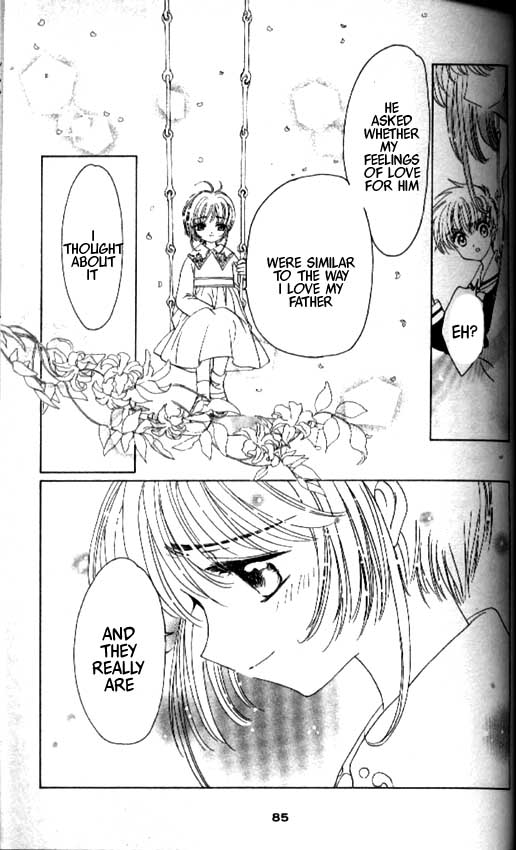 EH?
HE
ASKED
WHETHER
MY
FEELINGS
OF LOVE
FOR HIM
WERE SIMILAR
TO THE WAY
I LOVE MY
FATHER
I
THOUGHT
ABOUT
IT
AND
THEY
REALLY
ARE
85